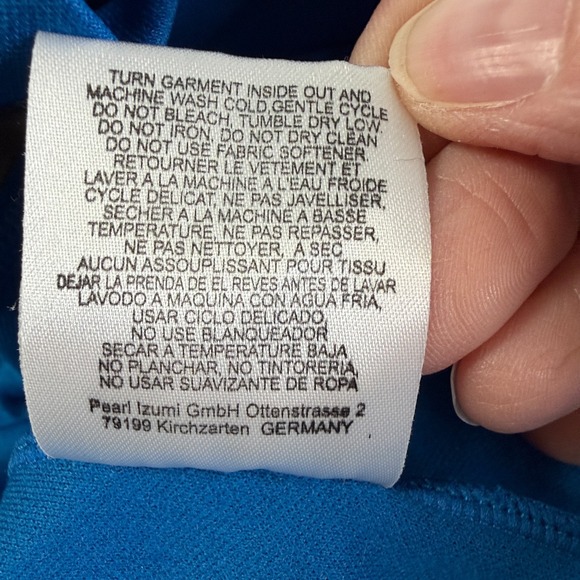 TURN GARMENT INSIDE OUT AND
MACHINE WASH COLD,GENTLE CYCLE
DO NOT BLEACH, TUMBLE DRY LOW.
DO NOT IRON, DO NOT DRY CLEAN
DO NOT USE FABRIC SOFTENER.
RETOURNER LE VETEMENT ET
LAVER A LA MACHINE A L'EAU FROIDE
CYCLE DELICAT, NE PAS JAVELLISER,
SECHER A LA MACHINE A BASSE
TEMPERATURE, NE PAS REPASSER,
NE PAS NETTOYER, A SEC
AUCUN ASSOUPLISSANT POUR TISSU
DEJAR LA PRENDA DE EL REVES ANTES DE LAVAR
LAVODO A MAQUINA CON AGUA FRIA,
USAR CICLO DELICADO,
NO USE BLANQUEADOR
SECAR A TEMPERATURE BAJA,
NO PLANCHAR, NO TINTORERIA,
NO USAR SUAVIZANTE DE ROPA
Pearl Izumi GmbH Ottenstrasse 2
79199 Kirchzarten GERMANY